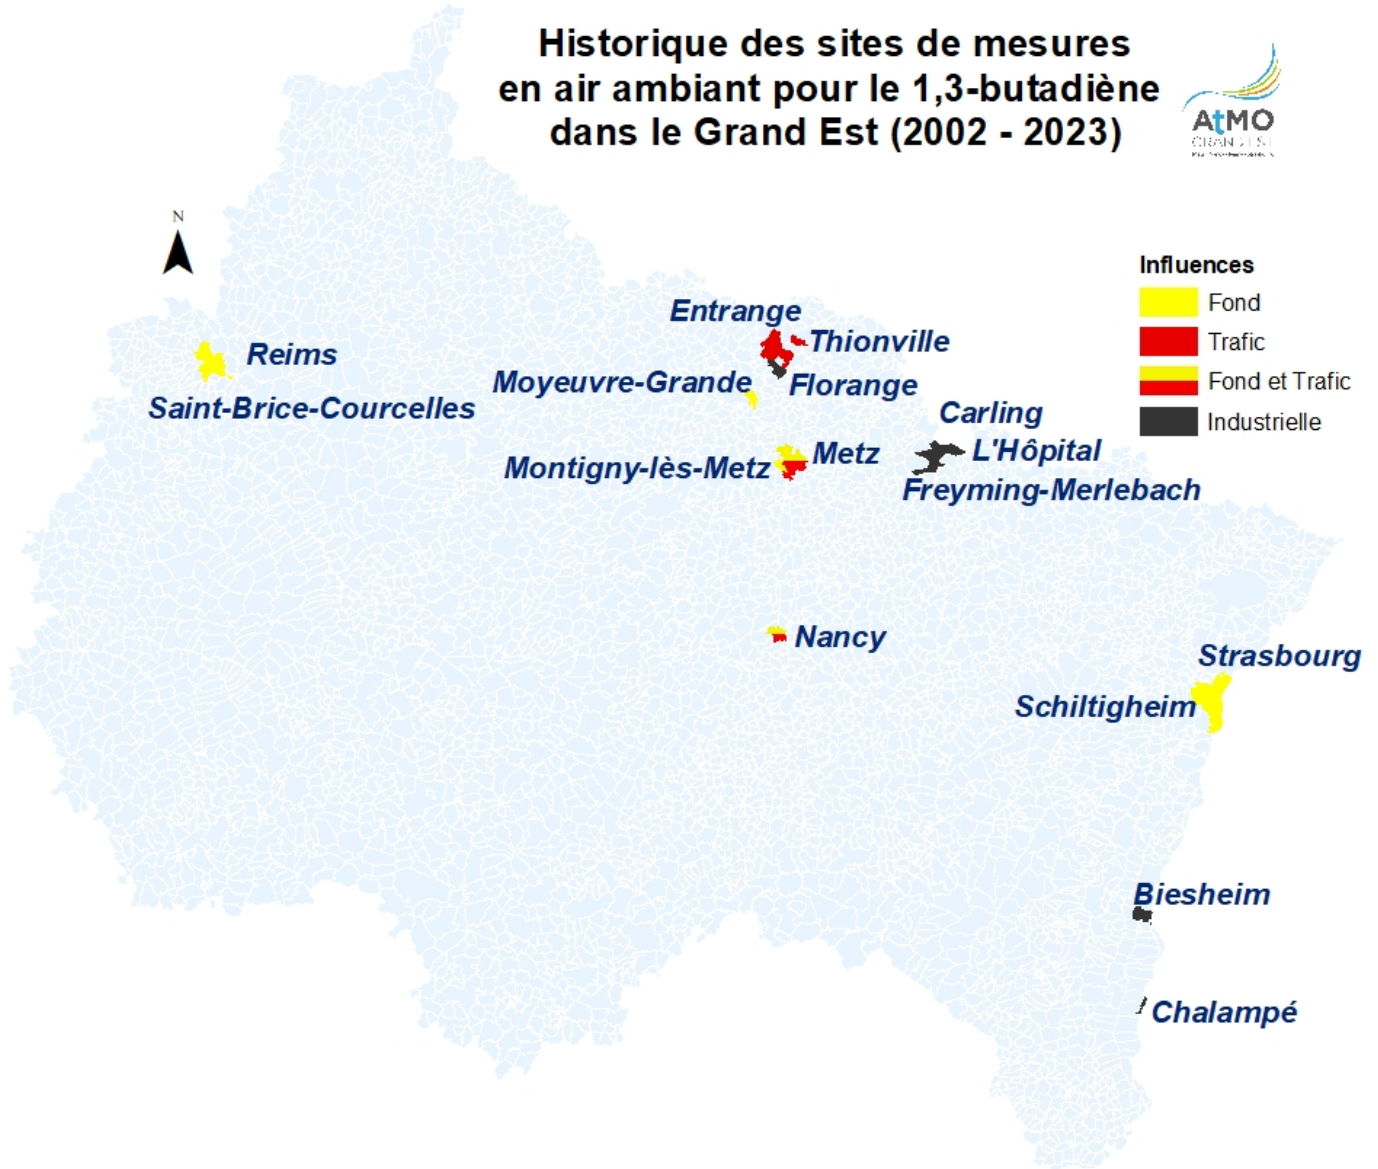 Historique des sites de mesures
en air ambiant pour le 1,3-butadiène
dans le Grand Est (2002 - 2023)
AtMO
GRAND EST
N
Influences
Fond
Trafic
Fond et Trafic
Industrielle
Entrange
Thionville
Reims
Moyeuvre-Grande
Florange
Saint-Brice-Courcelles
Carling
Metz
L'Hôpital
Montigny-lès-Metz
Freyming-Merlebach
Nancy
Strasbourg
Schiltigheim
Biesheim
Chalampé